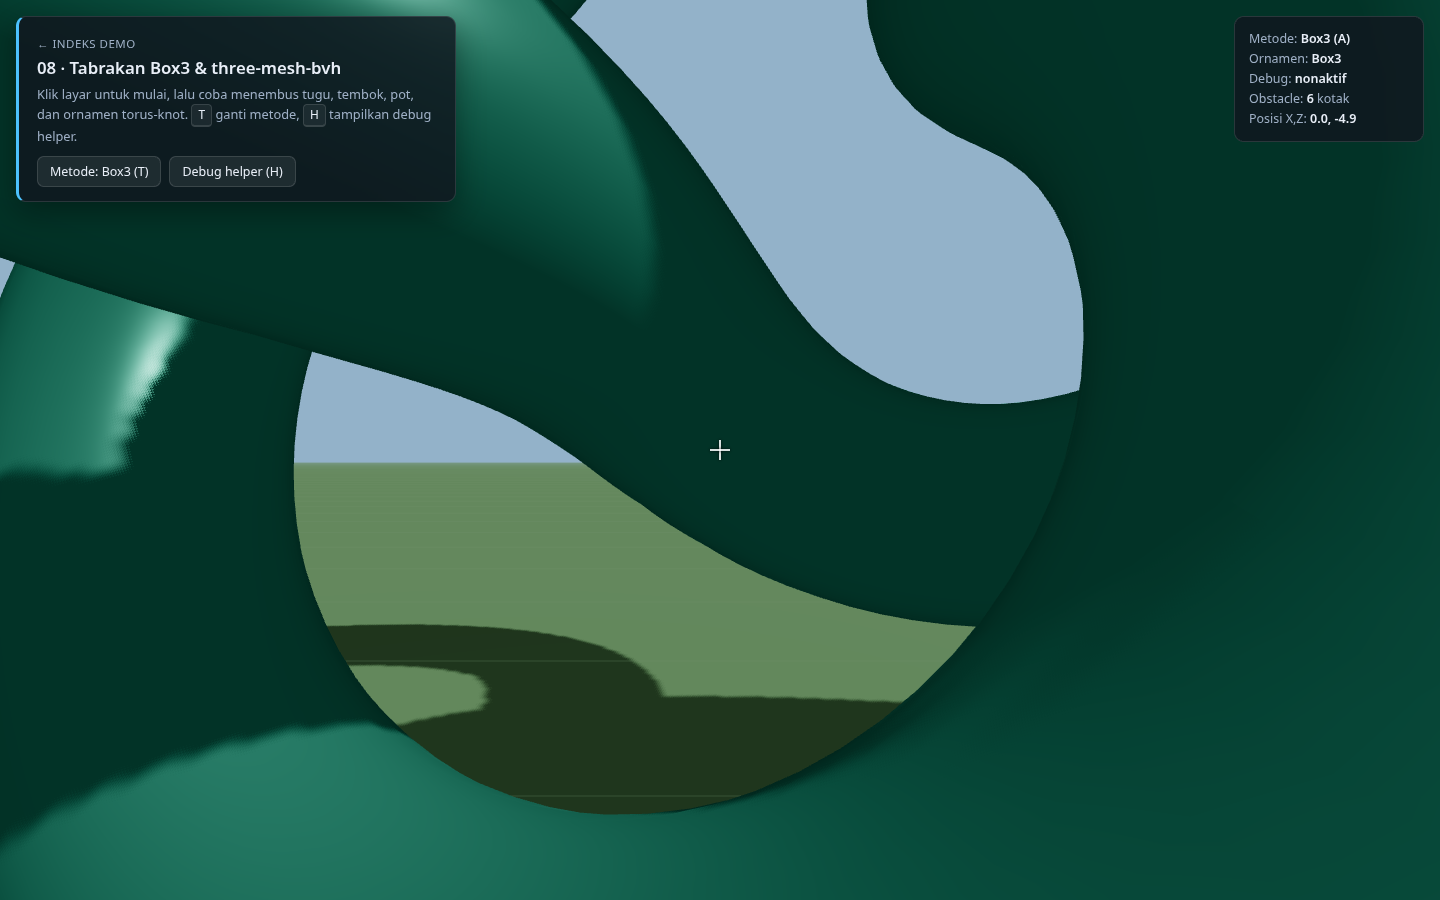 ← INDEKS DEMO
08 · Tabrakan Box3 & three-mesh-bvh
Klik layar untuk mulai, lalu coba menembus tugu, tembok, pot,
dan ornamen torus-knot. T ganti metode, H tampilkan debug
helper.
Metode: Box3 (T)
Debug helper (H)
Metode: Box3 (A)
Ornamen: Box3
Debug: nonaktif
Obstacle: 6 kotak
Posisi X,Z: 0.0, -4.9